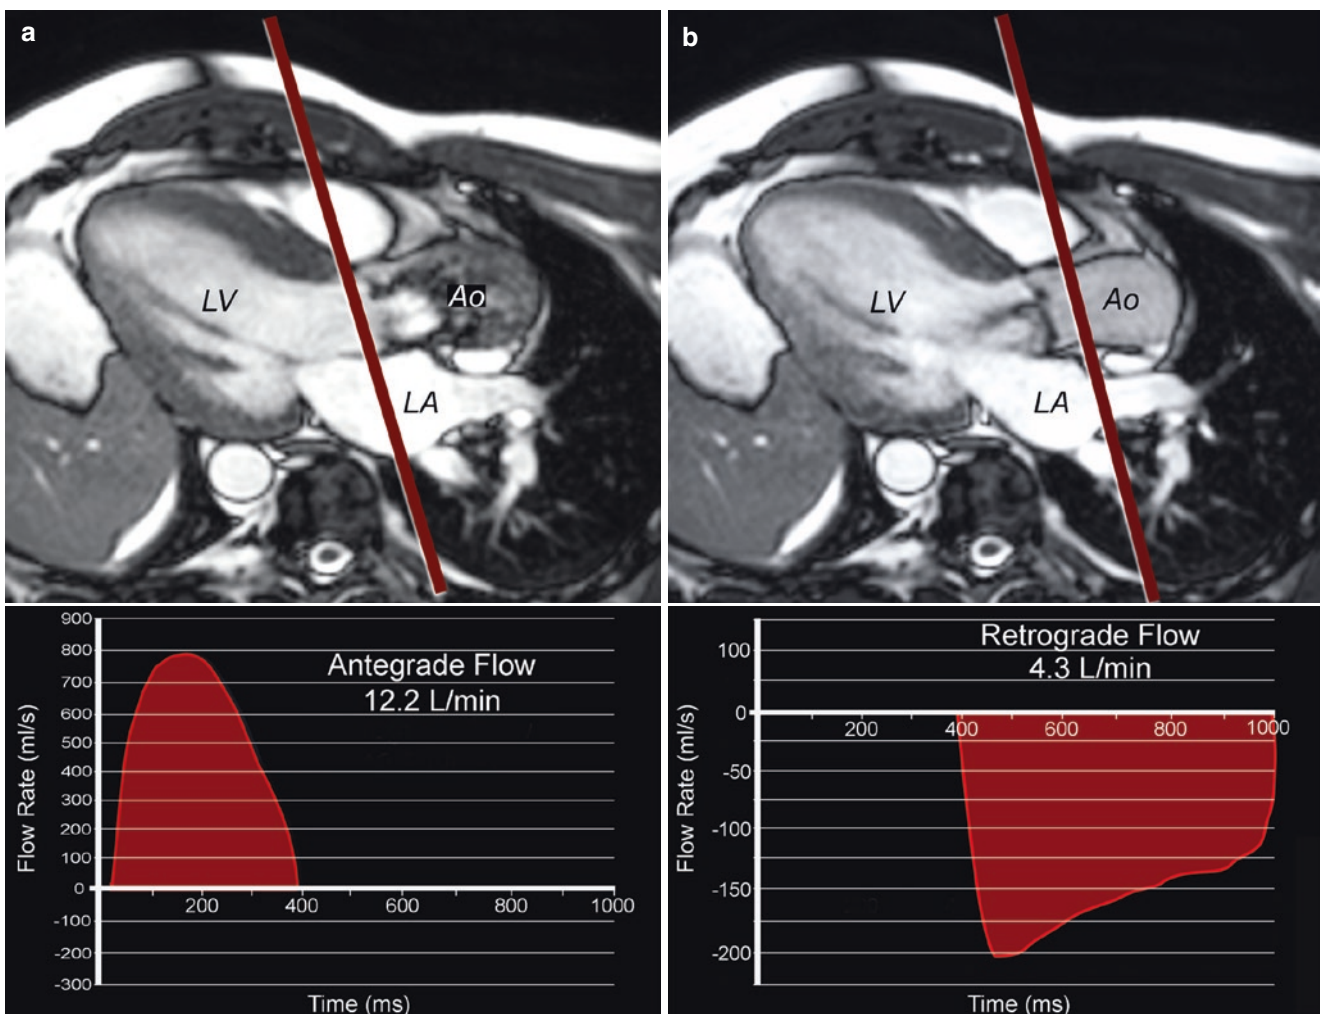 a
LV
Ao
LA
b
LV
Ao
LA
900
800
700
600
500
400
300
200
100
0
-100
-200
-300
Flow Rate (ml/s)
Antegrade Flow
12.2 L/min
200 400 600 800 1000
Time (ms)
100
0
-50
-100
-150
-200
Flow Rate (ml/s)
Retrograde Flow
4.3 L/min
200 400 600 800 1000
Time (ms)